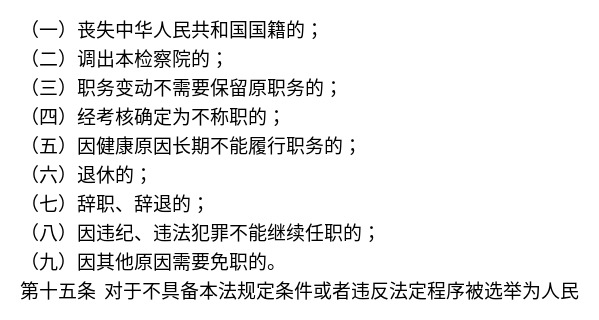 （一）丧失中华人民共和国国籍的；
（二）调出本检察院的；
（三）职务变动不需要保留原职务的；
（四）经考核确定为不称职的；
（五）因健康原因长期不能履行职务的；
（六）退休的；
（七）辞职、辞退的；
（八）因违纪、违法犯罪不能继续任职的；
（九）因其他原因需要免职的。
第十五条 对于不具备本法规定条件或者违反法定程序被选举为人民